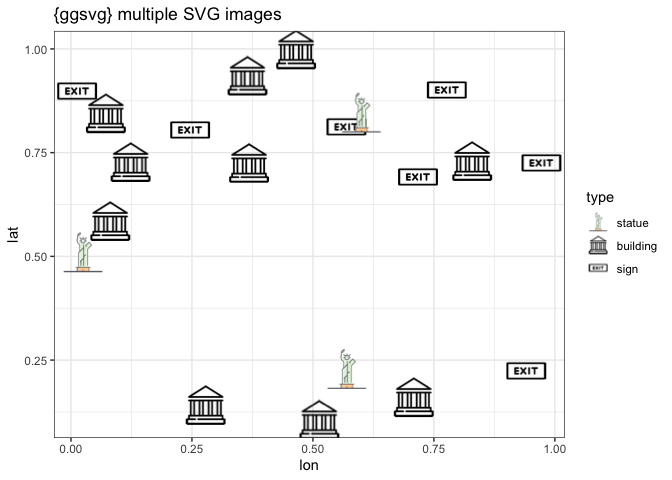 {ggsvg} multiple SVG images
1.00
0.75
0.50
0.25
lat
EXIT
EXIT
EXIT
EXIT
EXIT
EXIT
EXIT
0.00
0.25
0.50
0.75
1.00
lon
type
statue
building
EXIT
sign